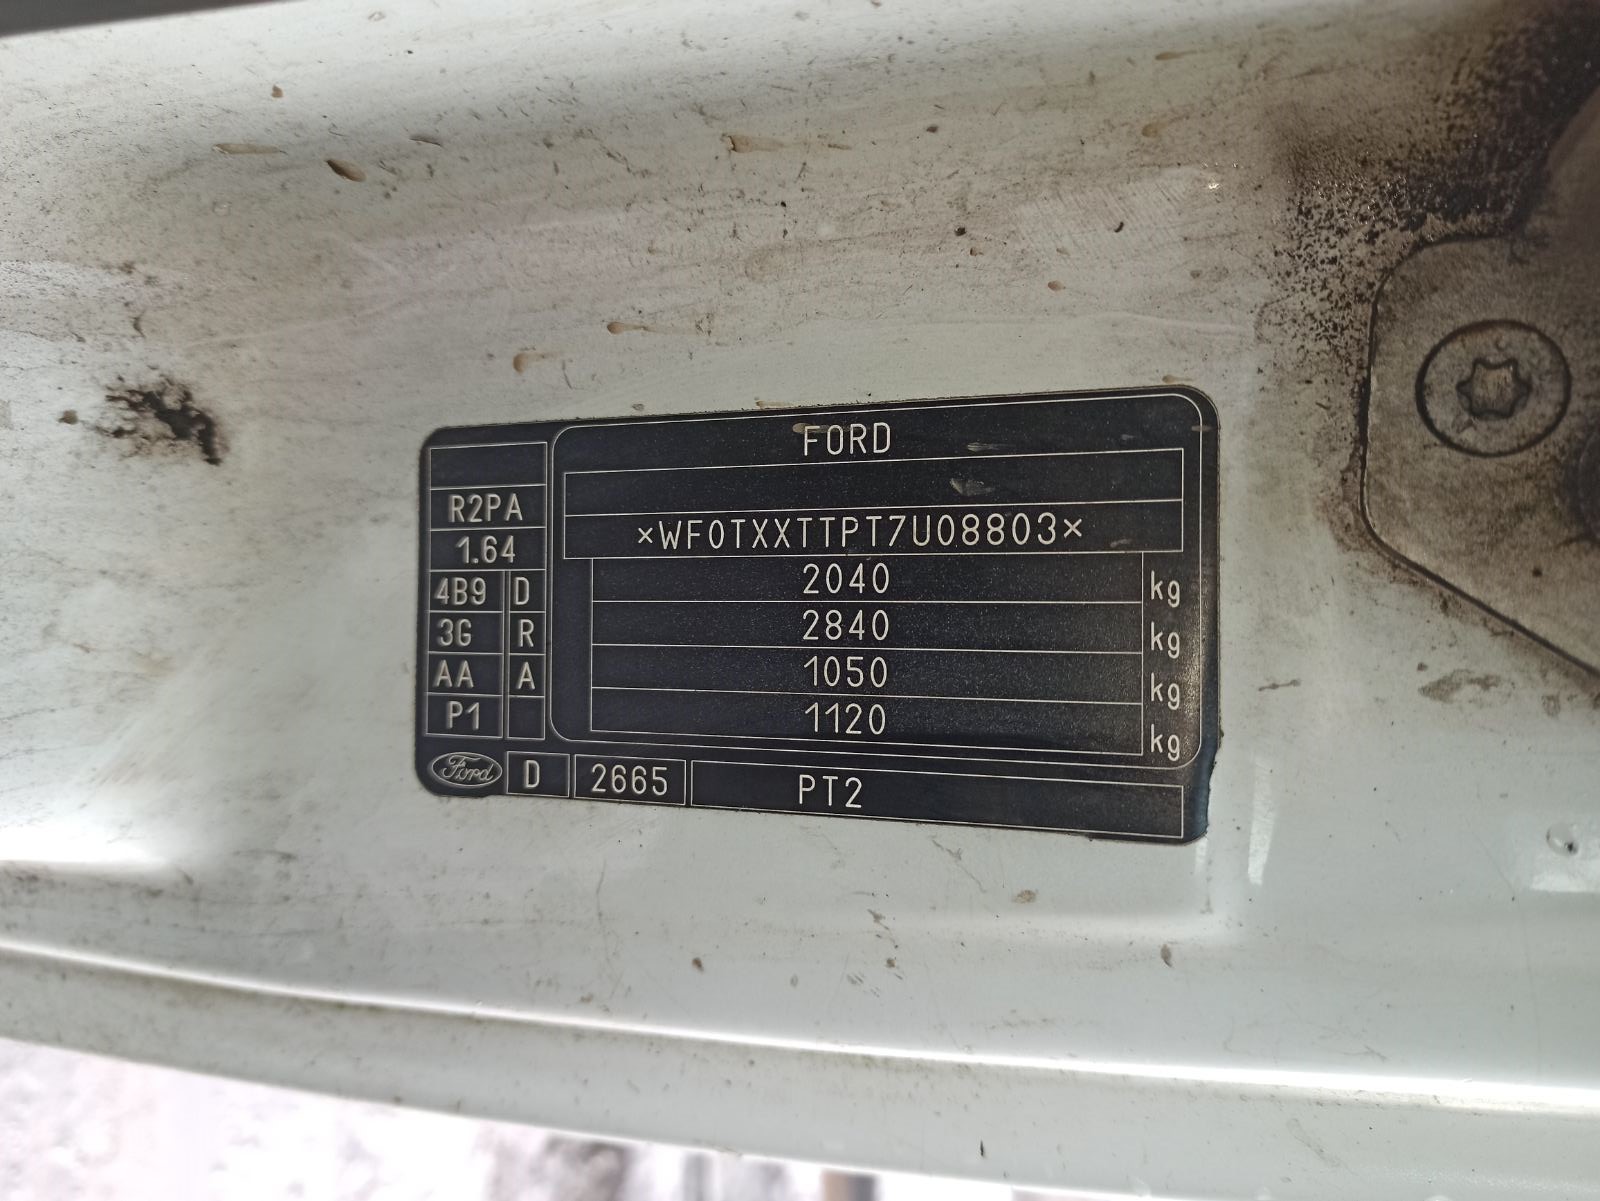 FORD
R2PA
×WF0TXXTTPT7U08803×
1.64
2040 kg
4B9 D
2840 kg
3G R
1050 kg
AA A
1120 kg
P1
Ford D 2665 PT2